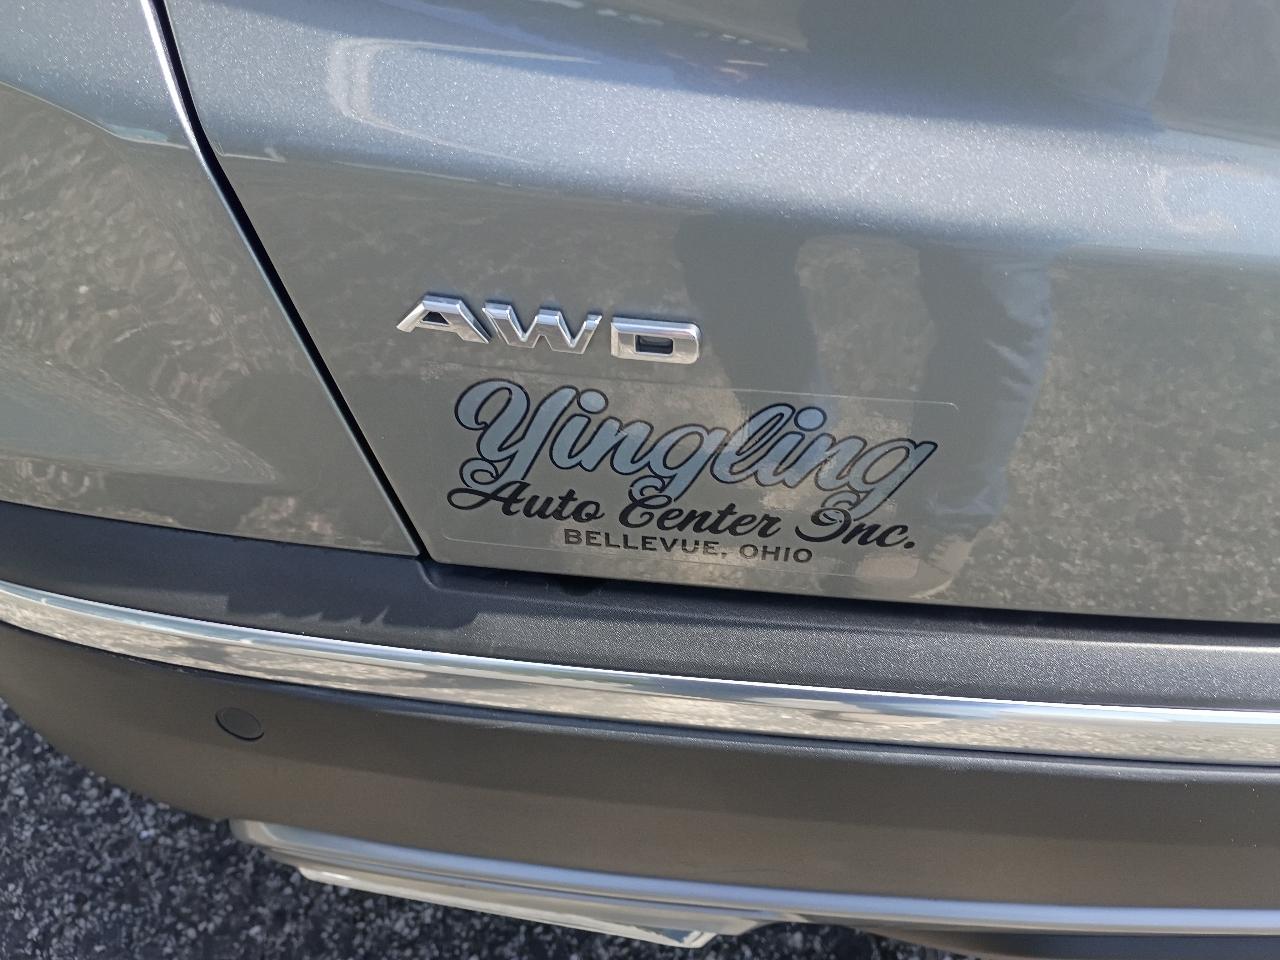 AWD
Yingling
Auto Center Inc.
BELLEVUE, OHIO